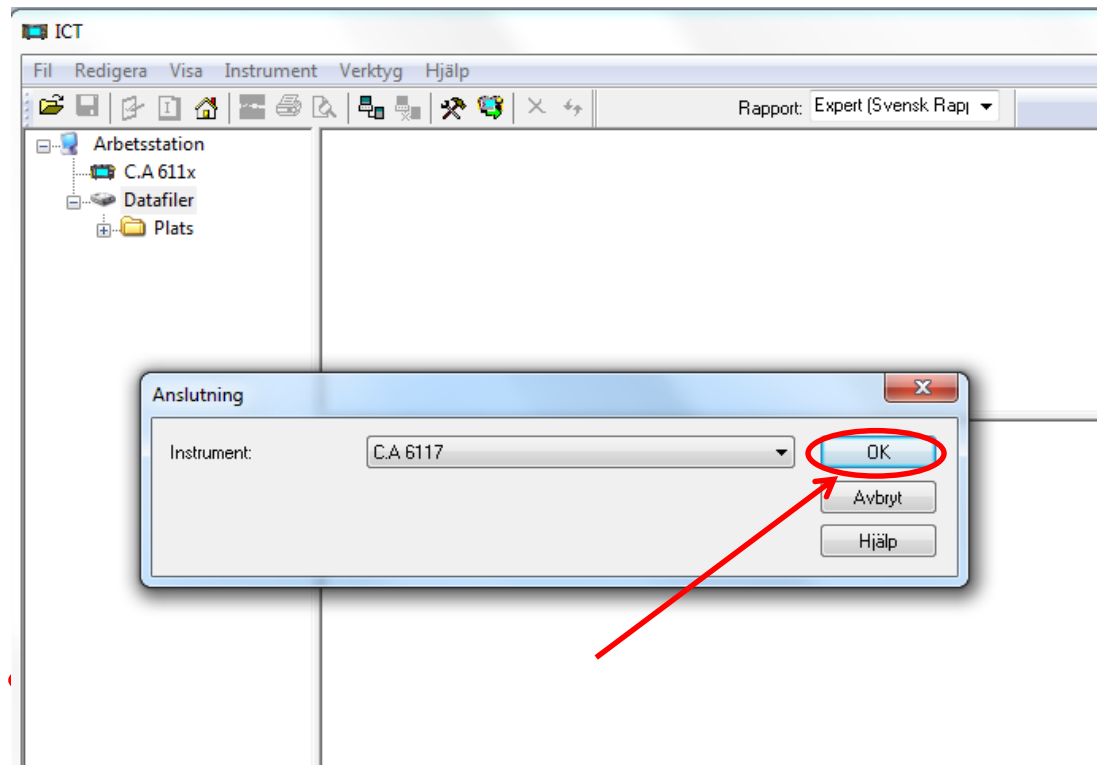 ICT
Fil Redigera Visa Instrument Verktyg Hjälp
Rapport: Expert (Svensk Rapp
Arbetsstation
C.A 611x
Datafiler
Plats
Anslutning
Instrument: C.A 6117 OK
Avbryt
Hjälp